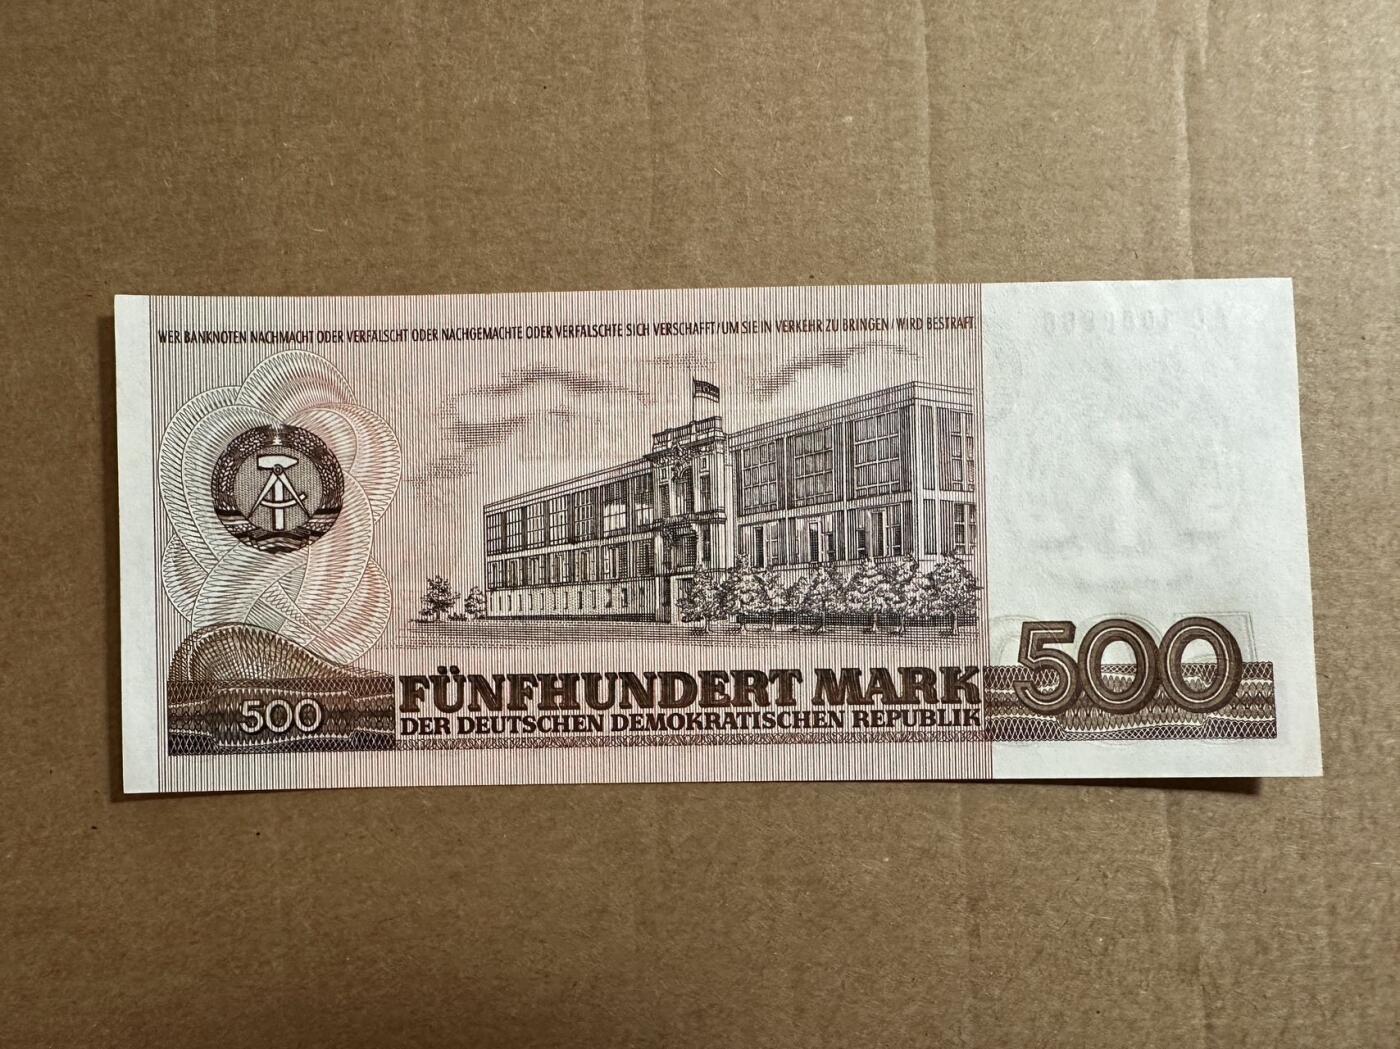 WER BANKNOTEN NACHMACHT ODER VERFÄLSCHT ODER NACHGEMACHTE ODER VERFÄLSCHTE SICH VERSCHAFFT/UM SIE IN VERKEHR ZU BRINGEN/WIRD BESTRAFT
500
FÜNFHUNDERT MARK
DER DEUTSCHEN DEMOKRATISCHEN REPUBLIK
500